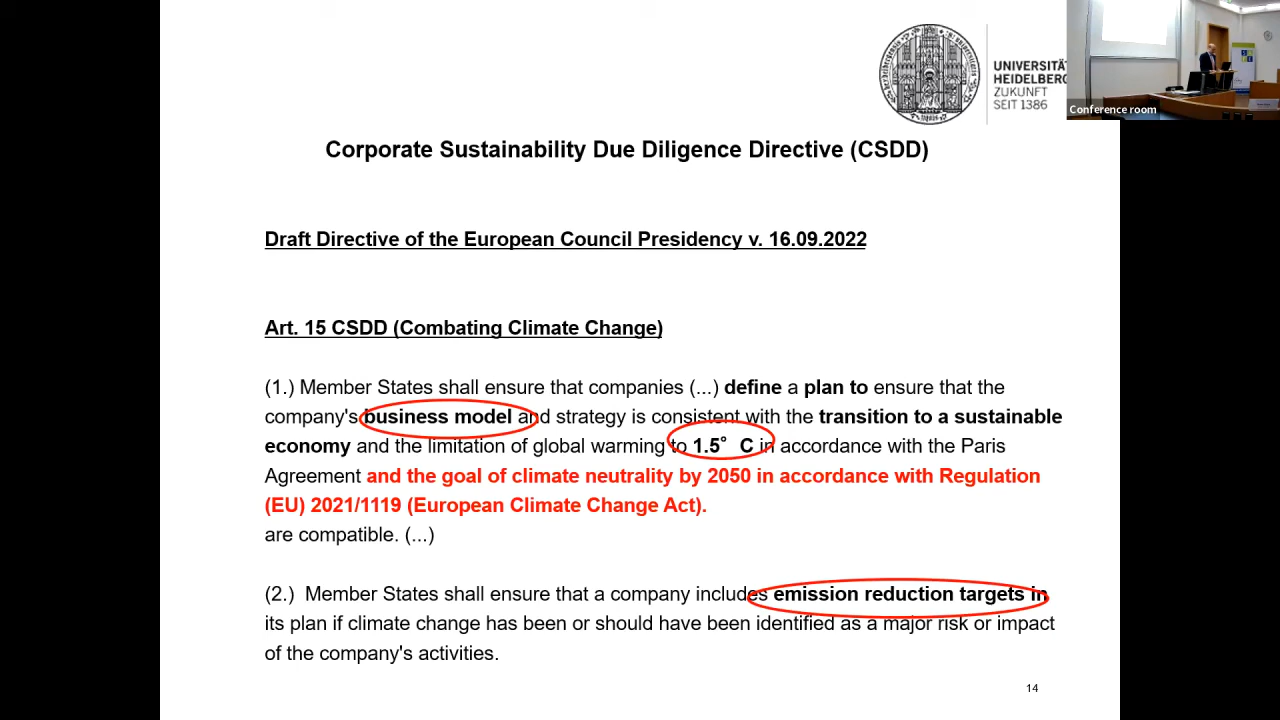 UNIVERSITÄT
HEIDELBERG
ZUKUNFT
SEIT 1386
Conference room
Corporate Sustainability Due Diligence Directive (CSDD)
Draft Directive of the European Council Presidency v. 16.09.2022
Art. 15 CSDD (Combating Climate Change)
(1.) Member States shall ensure that companies (...) define a plan to ensure that the
company's business model and strategy is consistent with the transition to a sustainable
economy and the limitation of global warming to 1.5° C in accordance with the Paris
Agreement and the goal of climate neutrality by 2050 in accordance with Regulation
(EU) 2021/1119 (European Climate Change Act).
are compatible. (...)
(2.) Member States shall ensure that a company includes emission reduction targets in
its plan if climate change has been or should have been identified as a major risk or impact
of the company's activities.
14